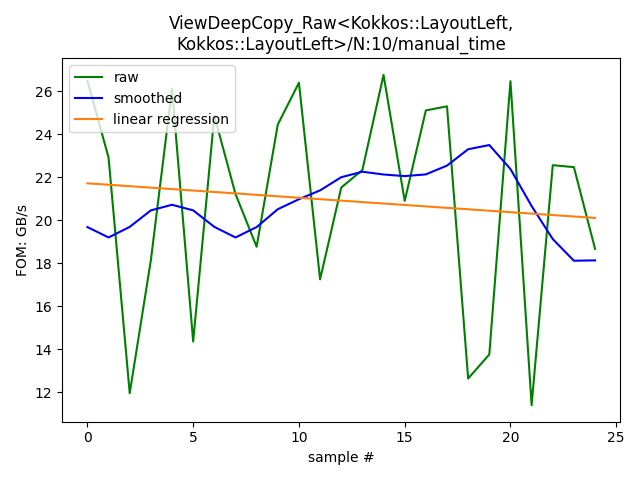 ViewDeepCopy_Raw<Kokkos::LayoutLeft,
Kokkos::LayoutLeft>/N:10/manual_time
raw
smoothed
linear regression
FOM: GB/s
26
24
22
20
18
16
14
12
0
5
10
15
20
25
sample #